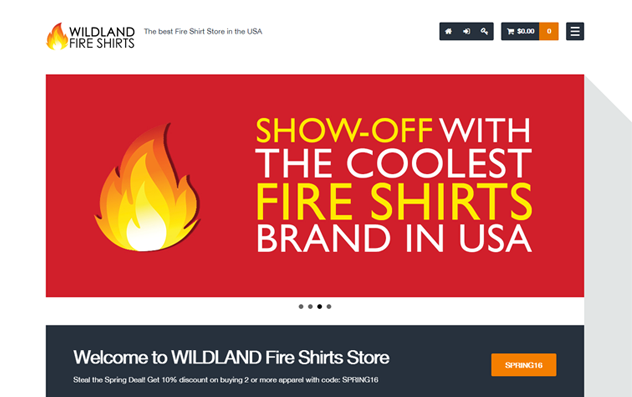 WILDLAND
FIRE SHIRTS
The best Fire Shirt Store in the USA
$0.00
0
SHOW-OFF WITH
THE COOLEST
FIRE SHIRTS
BRAND IN USA
Welcome to WILDLAND Fire Shirts Store
SPRING16
Steal the Spring Deal! Get 10% discount on buying 2 or more apparel with code: SPRING16